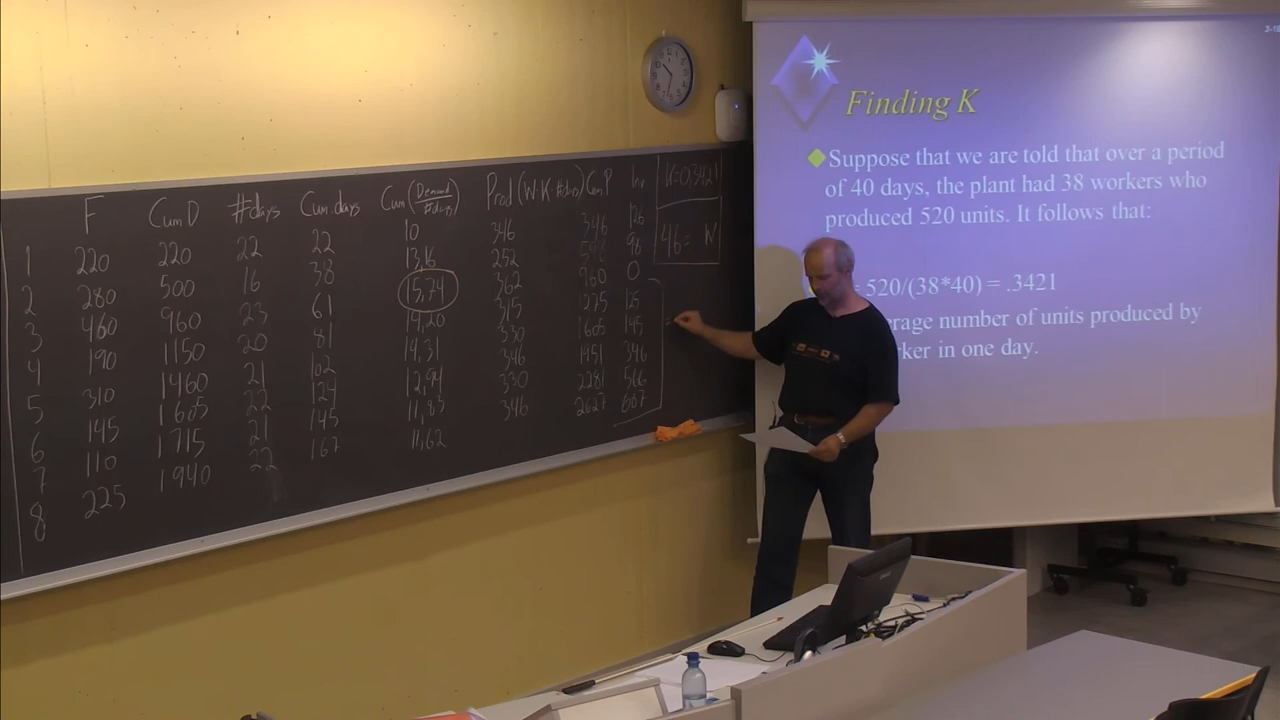 F Cum D #days Cum.days Cum (Demand/#days) Prod (W·K·#days) Cum.P Inv
1 220 220 22 22 10 346 346 126
2 280 500 16 38 13,16 252 598 98
3 460 960 23 61 15,74 362 960 0
4 190 1150 20 81 14,20 315 1275 125
5 310 1460 21 102 14,31 330 1605 145
6 145 1605 22 124 12,94 346 1951 346
7 110 1715 21 145 11,83 330 2281 566
8 225 1940 22 167 11,62 346 2627 687
K=0,3421
46= W
Finding K
Suppose that we are told that over a period
of 40 days, the plant had 38 workers who
produced 520 units. It follows that:
= 520/(38*40) = .3421
number of units produced by
in one day.